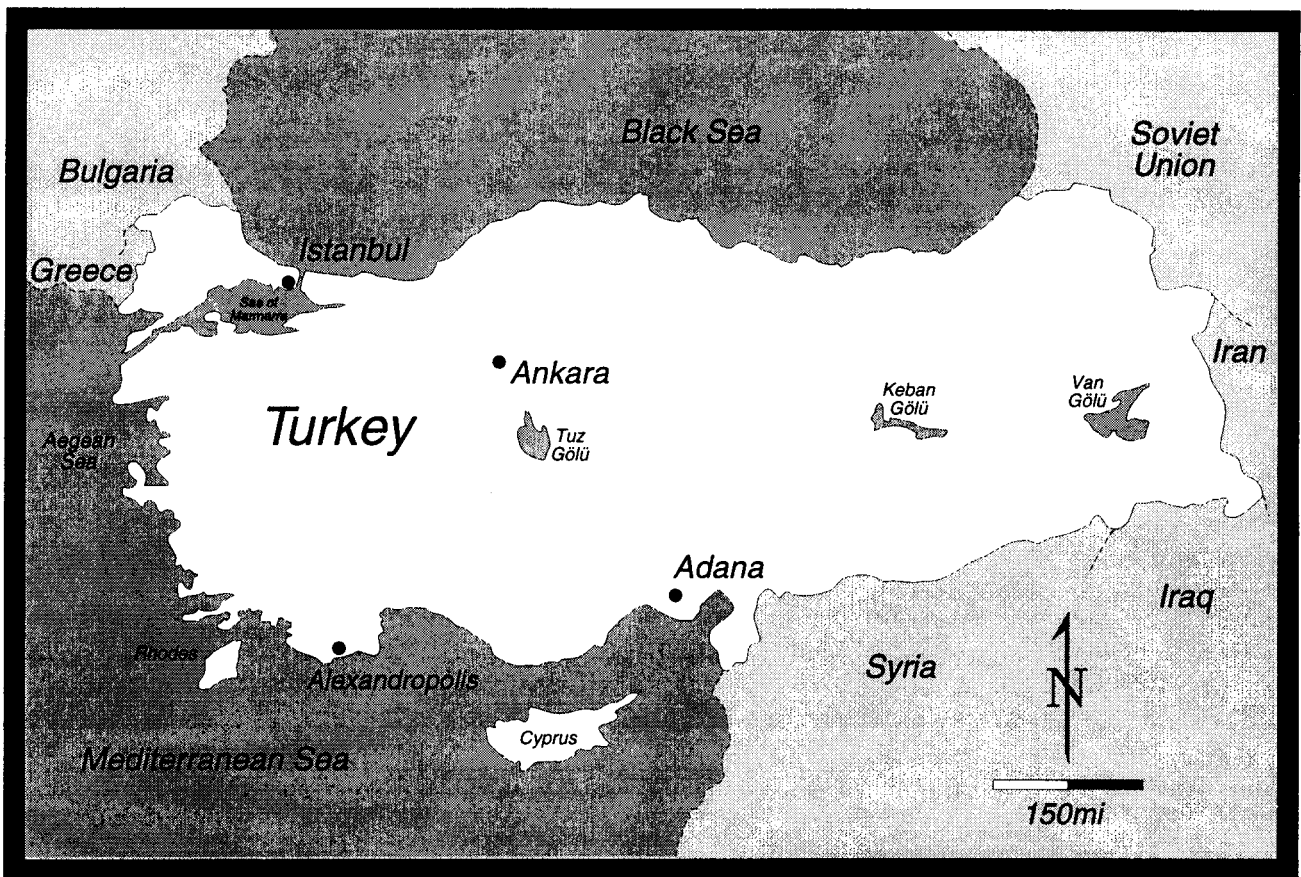 Black Sea
Soviet
Union
Bulgaria
Istanbul
Greece
Sea of
Marmarra
Iran
Ankara
Keban
Gölü
Van
Gölü
Turkey
Tuz
Gölü
Aegean
Sea
Adana
Iraq
Rhodes
Syria
Alexandropolis
N
Cyprus
Mediterranean Sea
150mi